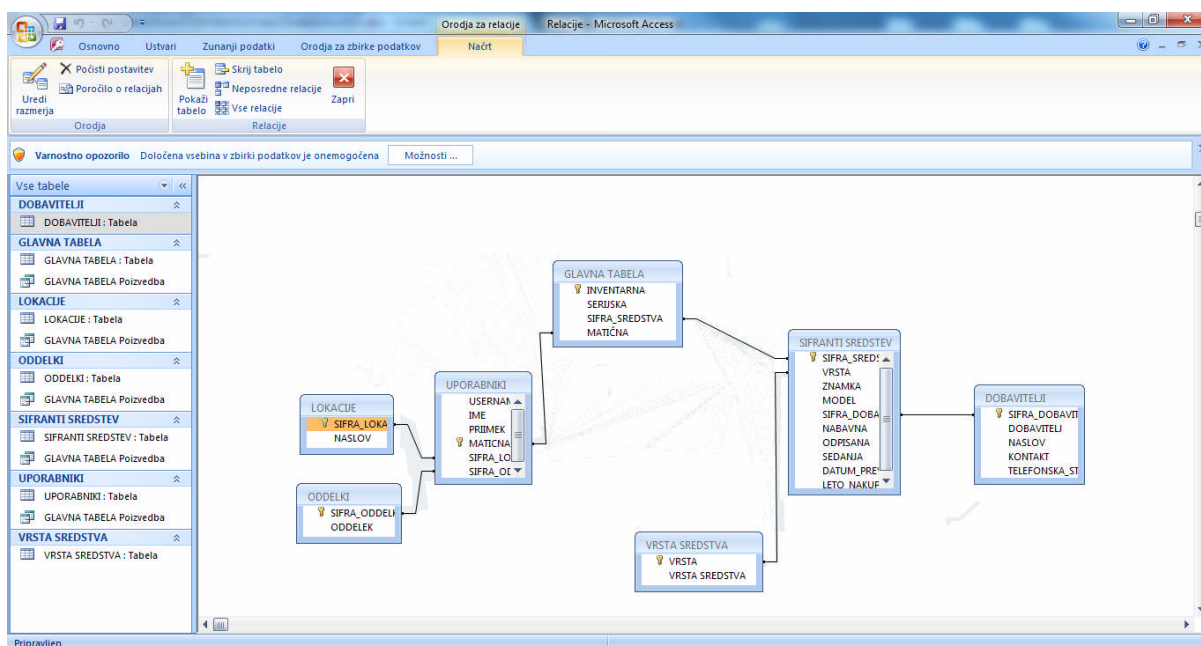 Orodja za relacije
Relacije - Microsoft Access
Osnovno
Ustvari
Zunanji podatki
Orodja za zbirke podatkov
Načrt
Uredi razmerja
Počisti postavitev
Poročilo o relacijah
Orodja
Pokaži tabelo
Skrij tabelo
Neposredne relacije
Vse relacije
Zapri
Relacije
Varnostno opozorilo Določena vsebina v zbirki podatkov je onemogočena
Možnosti ...
Vse tabele
DOBAVITELJI
DOBAVITELJI : Tabela
GLAVNA TABELA
GLAVNA TABELA : Tabela
GLAVNA TABELA Poizvedba
LOKACIJE
LOKACIJE : Tabela
GLAVNA TABELA Poizvedba
ODDELKI
ODDELKI : Tabela
GLAVNA TABELA Poizvedba
SIFRANTI SREDSTEV
SIFRANTI SREDSTEV : Tabela
GLAVNA TABELA Poizvedba
UPORABNIKI
UPORABNIKI : Tabela
GLAVNA TABELA Poizvedba
VRSTA SREDSTVA
VRSTA SREDSTVA : Tabela
LOKACIJE
SIFRA_LOKA
NASLOV
ODDELKI
SIFRA_ODDELK
ODDELEK
UPORABNIKI
USERNAM
IME
PRIIMEK
MATICNA
SIFRA_LO
SIFRA_OD
GLAVNA TABELA
INVENTARNA
SERIJSKA
SIFRA_SREDSTVA
MATIČNA
VRSTA SREDSTVA
VRSTA
VRSTA SREDSTVA
SIFRANTI SREDSTEV
SIFRA_SREDS
VRSTA
ZNAMKA
MODEL
SIFRA_DOBA
NABAVNA
ODPISANA
SEDANJA
DATUM_PREV
LETO_NAKUP
DOBAVITELJI
SIFRA_DOBAVIT
DOBAVITELJ
NASLOV
KONTAKT
TELEFONSKA_ST
Pripravljen